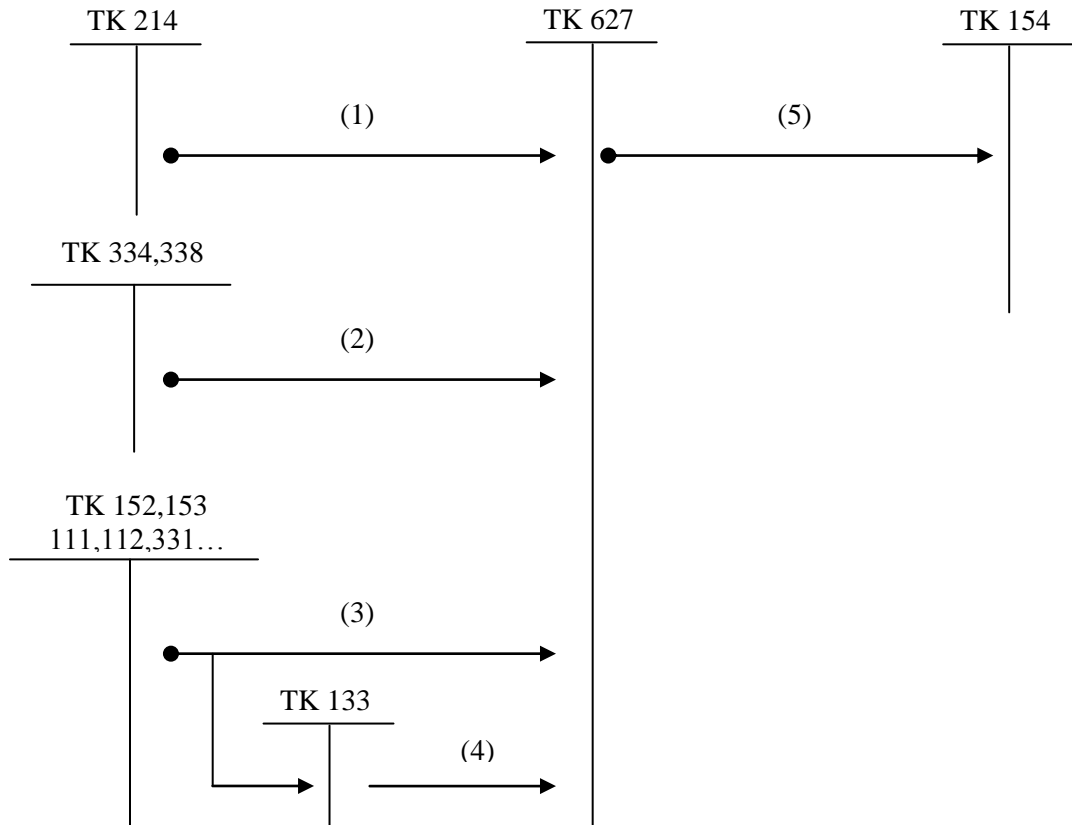 TK 214
TK 627
TK 154
(1)
(5)
TK 334,338
(2)
TK 152,153
111,112,331…
(3)
TK 133
(4)